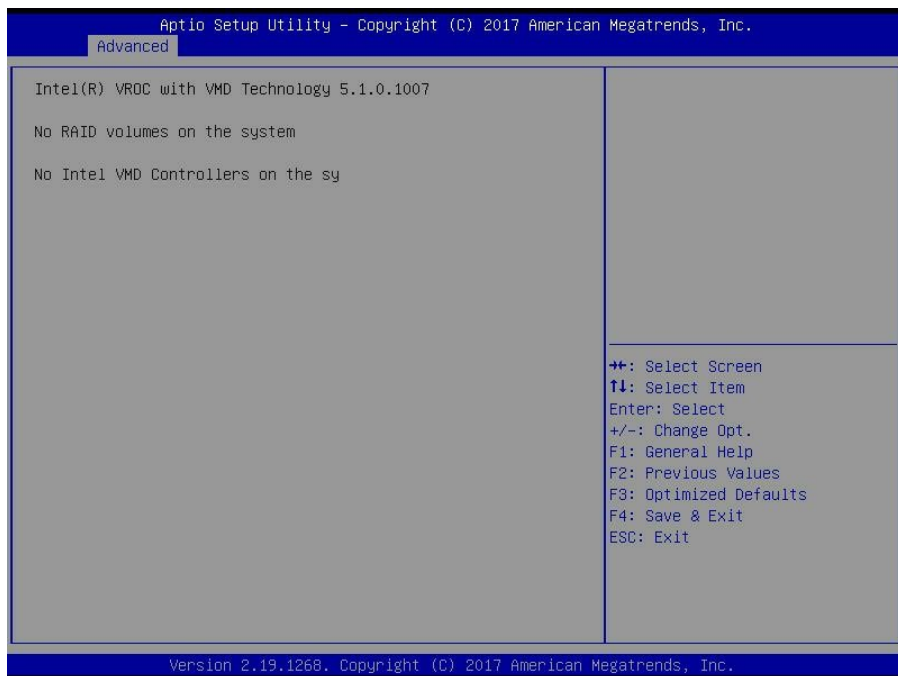 Aptio Setup Utility – Copyright (C) 2017 American Megatrends, Inc.
Advanced
Intel(R) VROC with VMD Technology 5.1.0.1007
No RAID volumes on the system
No Intel VMD Controllers on the sy
→←: Select Screen
↑↓: Select Item
Enter: Select
+/-: Change Opt.
F1: General Help
F2: Previous Values
F3: Optimized Defaults
F4: Save & Exit
ESC: Exit
Version 2.19.1268. Copyright (C) 2017 American Megatrends, Inc.